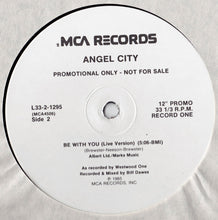 MCA RECORDS
ANGEL CITY
PROMOTIONAL ONLY - NOT FOR SALE
L33-2-1295
(MCA4509)
Side 2
12" PROMO
33 1/3 R.P.M.
RECORD ONE
BE WITH YOU (Live Version) (5:06-BMI)
(Brewster-Neeson-Brewster)
Albert Ltd./Marks Music
As recorded by Westwood One
Recorded & Mixed by Biff Dawes
℗ 1985
MCA RECORDS, INC.